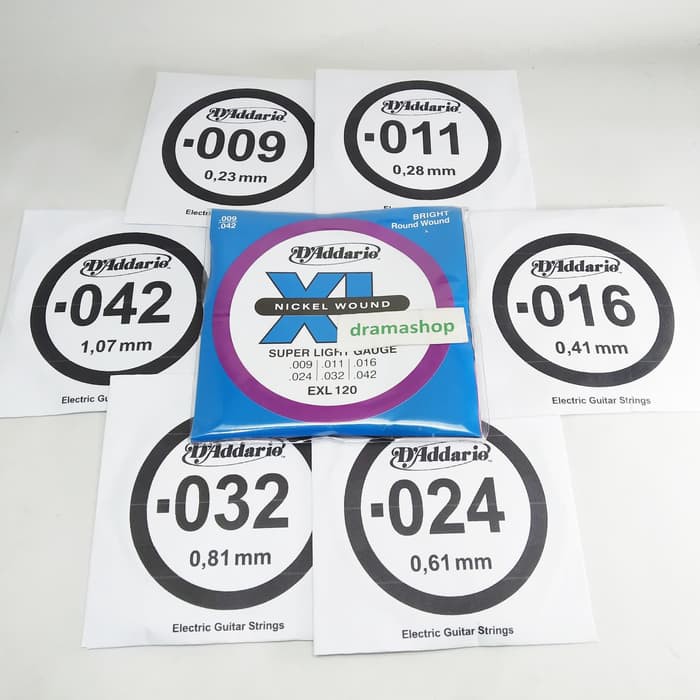 D'Addario
.009
0,23 mm
D'Addario
.011
0,28 mm
D'Addario
.042
1,07 mm
Electric Guitar Strings
.009
.042
BRIGHT
Round Wound
D'Addario
XL
NICKEL WOUND
dramashop
SUPER LIGHT GAUGE
.009 | .011 | .016
.024 | .032 | .042
EXL 120
D'Addario
.016
0,41 mm
Electric Guitar Strings
D'Addario
.032
0,81 mm
Electric Guitar Strings
D'Addario
.024
0,61 mm
Electric Guitar Strings